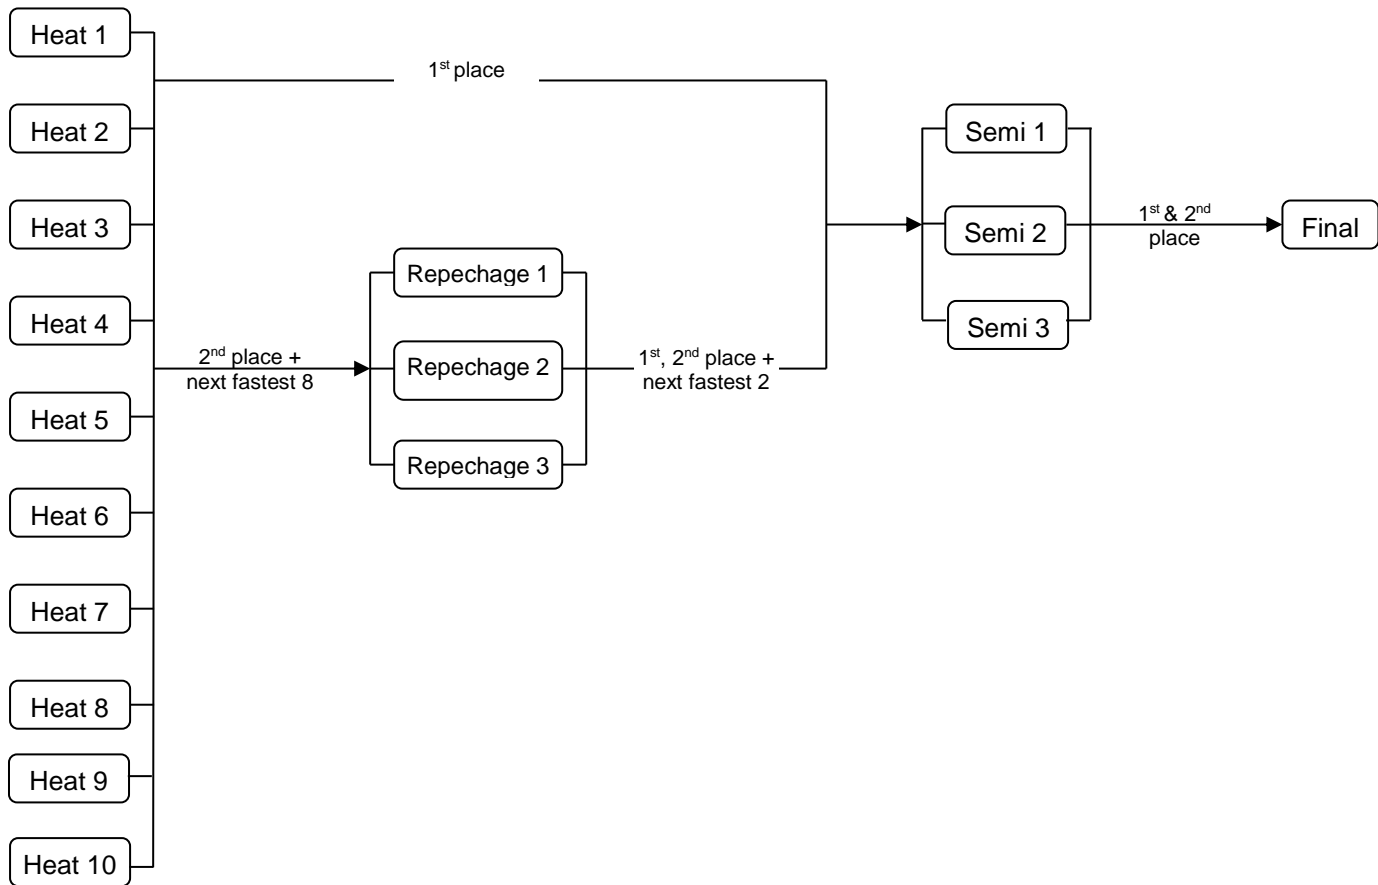 Heat 1
1st place
Heat 2
Semi 1
Heat 3
Semi 2
1st & 2nd
place
Final
Repechage 1
Heat 4
Semi 3
2nd place +
next fastest 8
Repechage 2
1st, 2nd place +
next fastest 2
Heat 5
Repechage 3
Heat 6
Heat 7
Heat 8
Heat 9
Heat 10